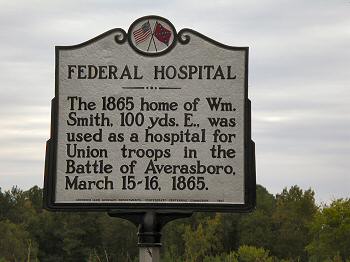 FEDERAL HOSPITAL
The 1865 home of Wm.
Smith, 100 yds. E., was
used as a hospital for
Union troops in the
Battle of Averasboro,
March 15-16, 1865.